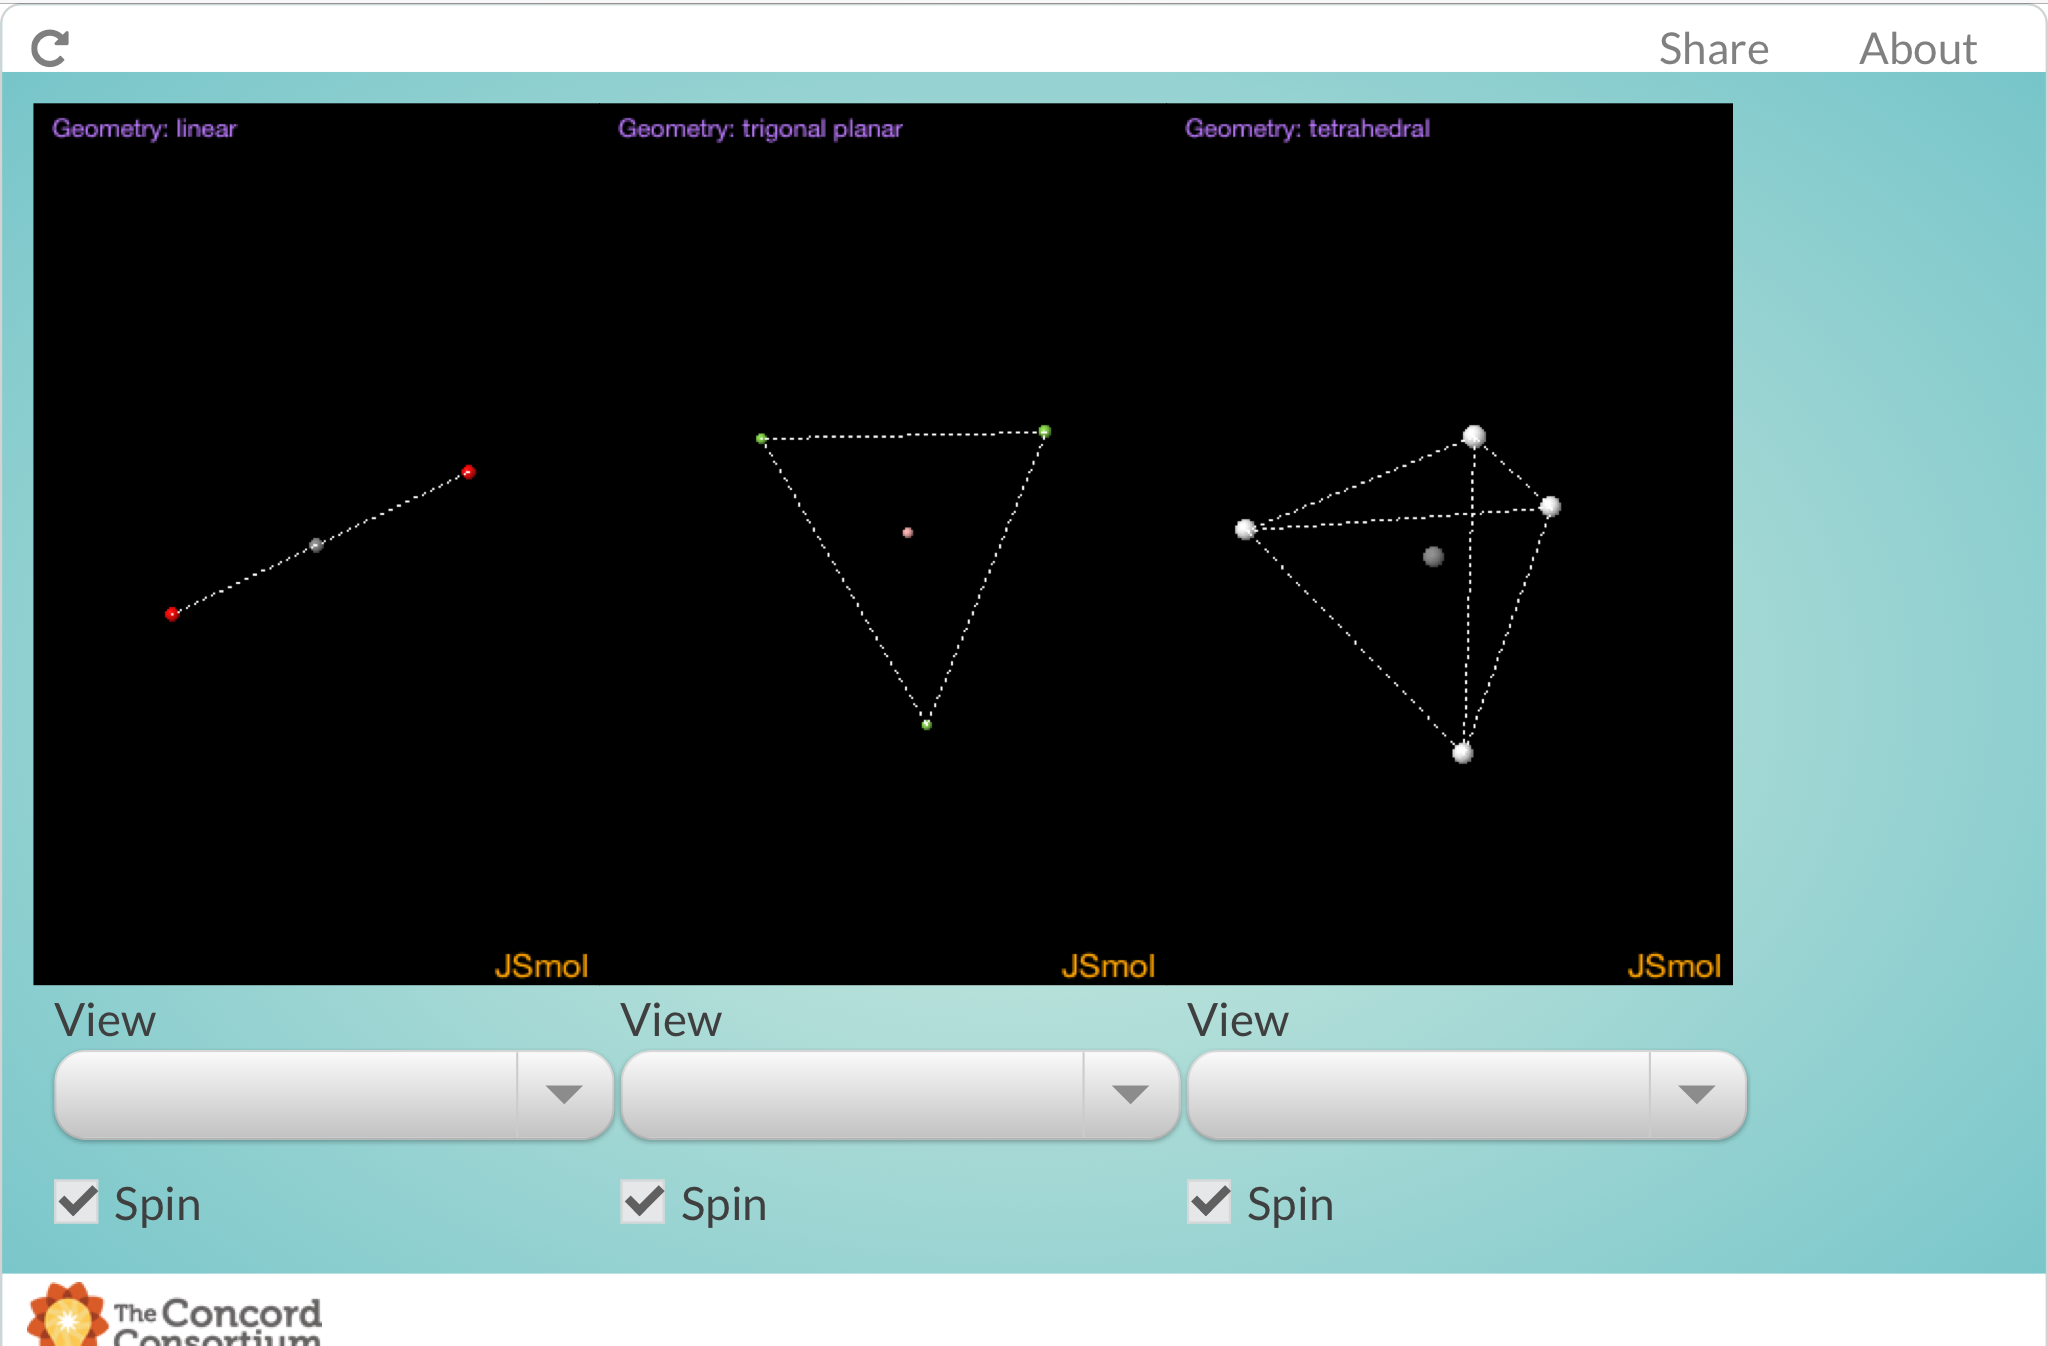 Share About
Geometry: linear
Geometry: trigonal planar
Geometry: tetrahedral
JSmol
JSmol
JSmol
View
View
View
Spin
Spin
Spin
The Concord
Consortium